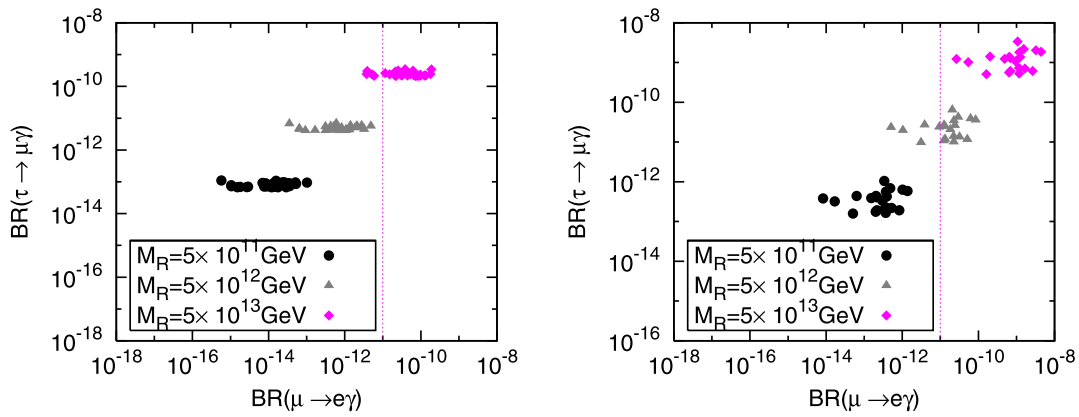 BR(τ → μγ)
10^-8
10^-10
10^-12
10^-14
10^-16
10^-18
M_R=5× 10^11GeV
M_R=5× 10^12GeV
M_R=5× 10^13GeV
10^-18 10^-16 10^-14 10^-12 10^-10 10^-8
BR(μ →eγ)
BR(τ → μγ)
10^-8
10^-10
10^-12
10^-14
10^-16
M_R=5× 10^11GeV
M_R=5× 10^12GeV
M_R=5× 10^13GeV
10^-18 10^-16 10^-14 10^-12 10^-10 10^-8
BR(μ →eγ)